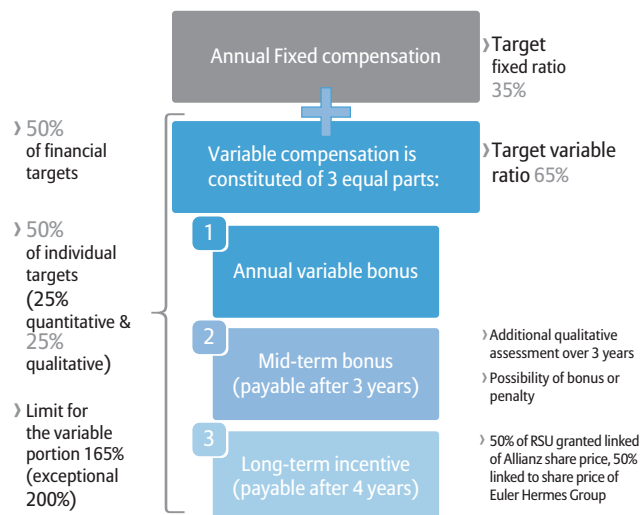 Annual Fixed compensation
⟩ Target
fixed ratio
35%
⟩ 50%
of financial
targets
⟩ 50%
of individual
targets
(25%
quantitative &
25%
qualitative)
⟩ Limit for
the variable
portion 165%
(exceptional
200%)
Variable compensation is
constituted of 3 equal parts:
⟩ Target variable
ratio 65%
1
Annual variable bonus
2
Mid-term bonus
(payable after 3 years)
⟩ Additional qualitative
assessment over 3 years
⟩ Possibility of bonus or
penalty
3
Long-term incentive
(payable after 4 years)
⟩ 50% of RSU granted linked
of Allianz share price, 50%
linked to share price of
Euler Hermes Group